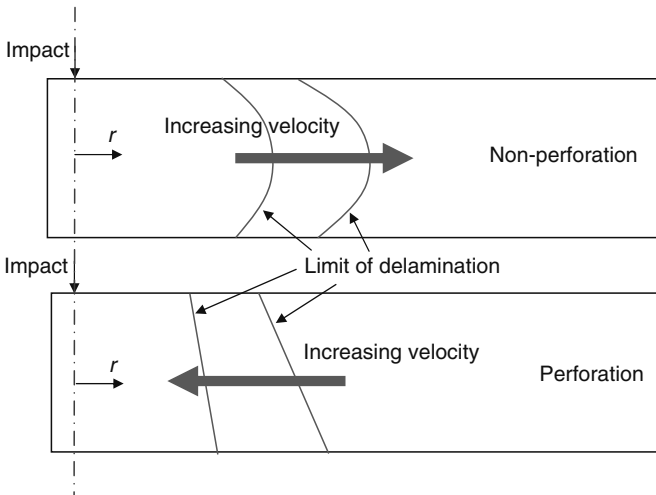 Impact
r
Increasing velocity
Non-perforation
Impact
Limit of delamination
r
Increasing velocity
Perforation